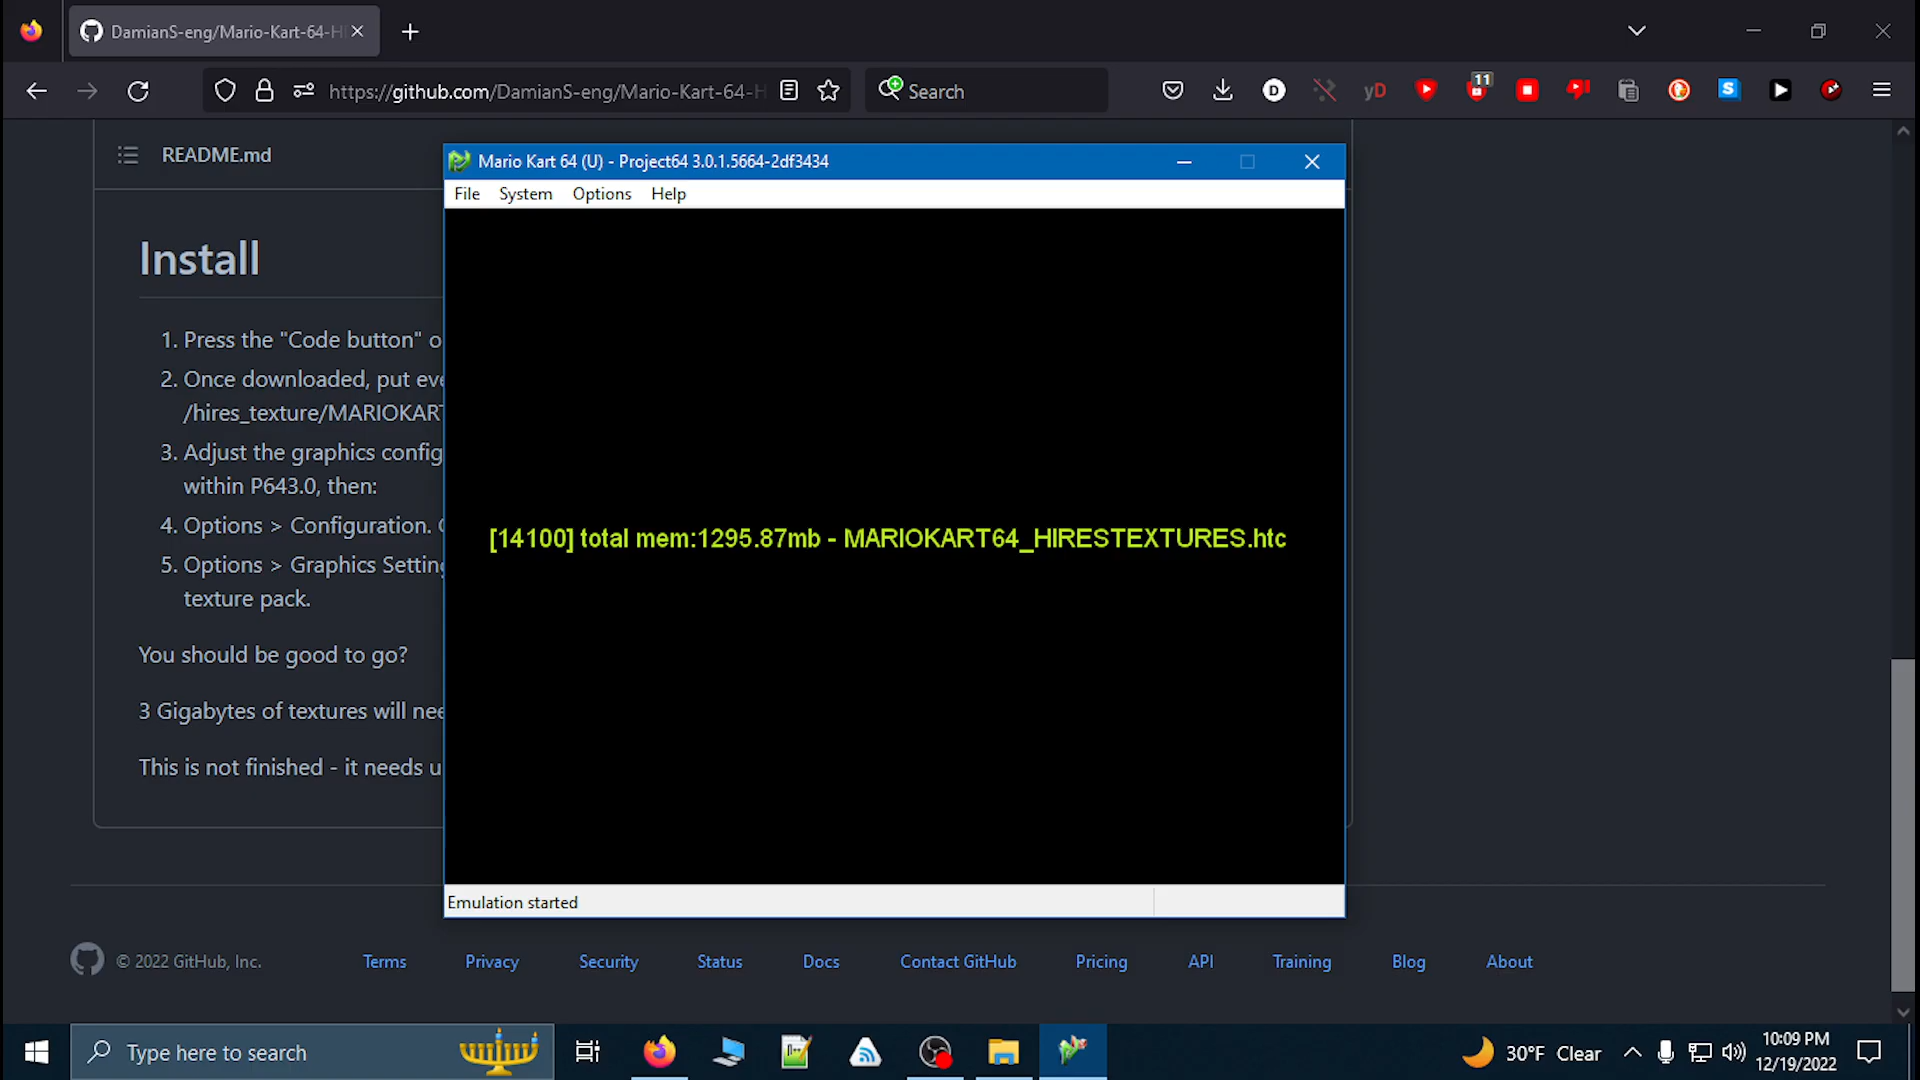 DamianS-eng/Mario-Kart-64-H
https://github.com/DamianS-eng/Mario-Kart-64-H
Search
D
yD
11
S
README.md
Mario Kart 64 (U) - Project64 3.0.1.5664-2df3434
File System Options Help
Install
1. Press the "Code button" o
2. Once downloaded, put eve
/hires_texture/MARIOKART
3. Adjust the graphics config
within P643.0, then:
4. Options > Configuration.
5. Options > Graphics Setting
texture pack.
You should be good to go?
3 Gigabytes of textures will nee
This is not finished - it needs u
[14100] total mem:1295.87mb - MARIOKART64_HIRESTEXTURES.htc
Emulation started
© 2022 GitHub, Inc. Terms Privacy Security Status Docs Contact GitHub Pricing API Training Blog About
Type here to search
30°F Clear
10:09 PM
12/19/2022